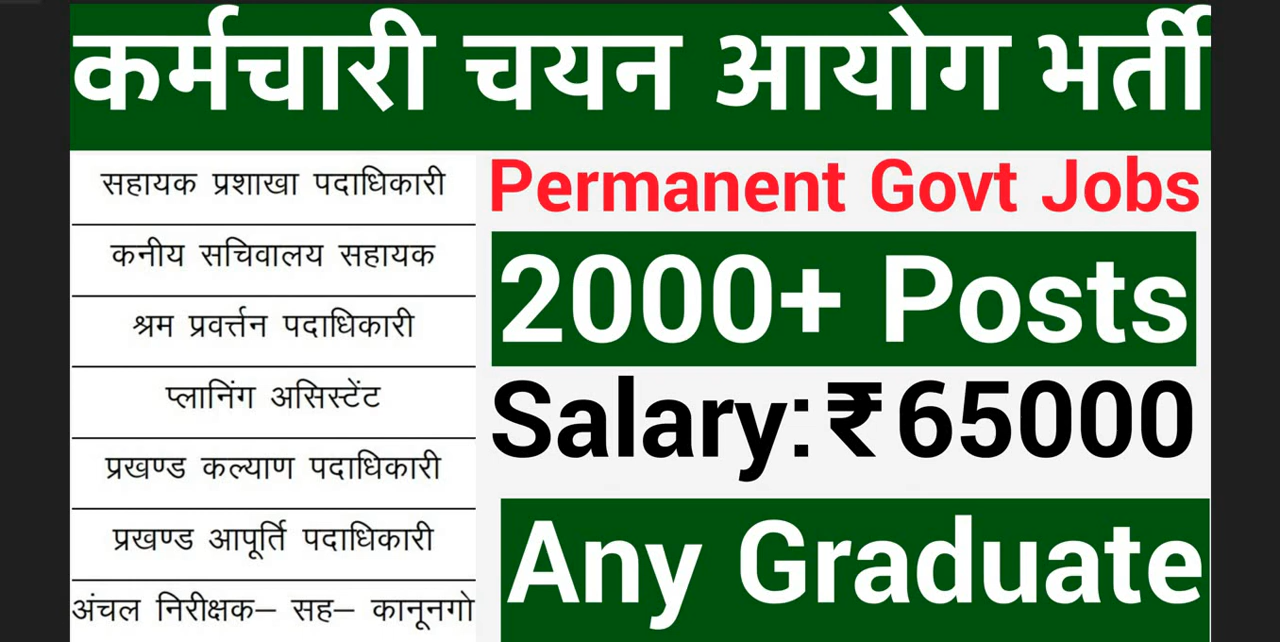 कर्मचारी चयन आयोग भर्ती
सहायक प्रशाखा पदाधिकारी
कनीय सचिवालय सहायक
श्रम प्रवर्त्तन पदाधिकारी
प्लानिंग असिस्टेंट
प्रखण्ड कल्याण पदाधिकारी
प्रखण्ड आपूर्ति पदाधिकारी
अंचल निरीक्षक– सह– कानूनगो
Permanent Govt Jobs
2000+ Posts
Salary:₹65000
Any Graduate